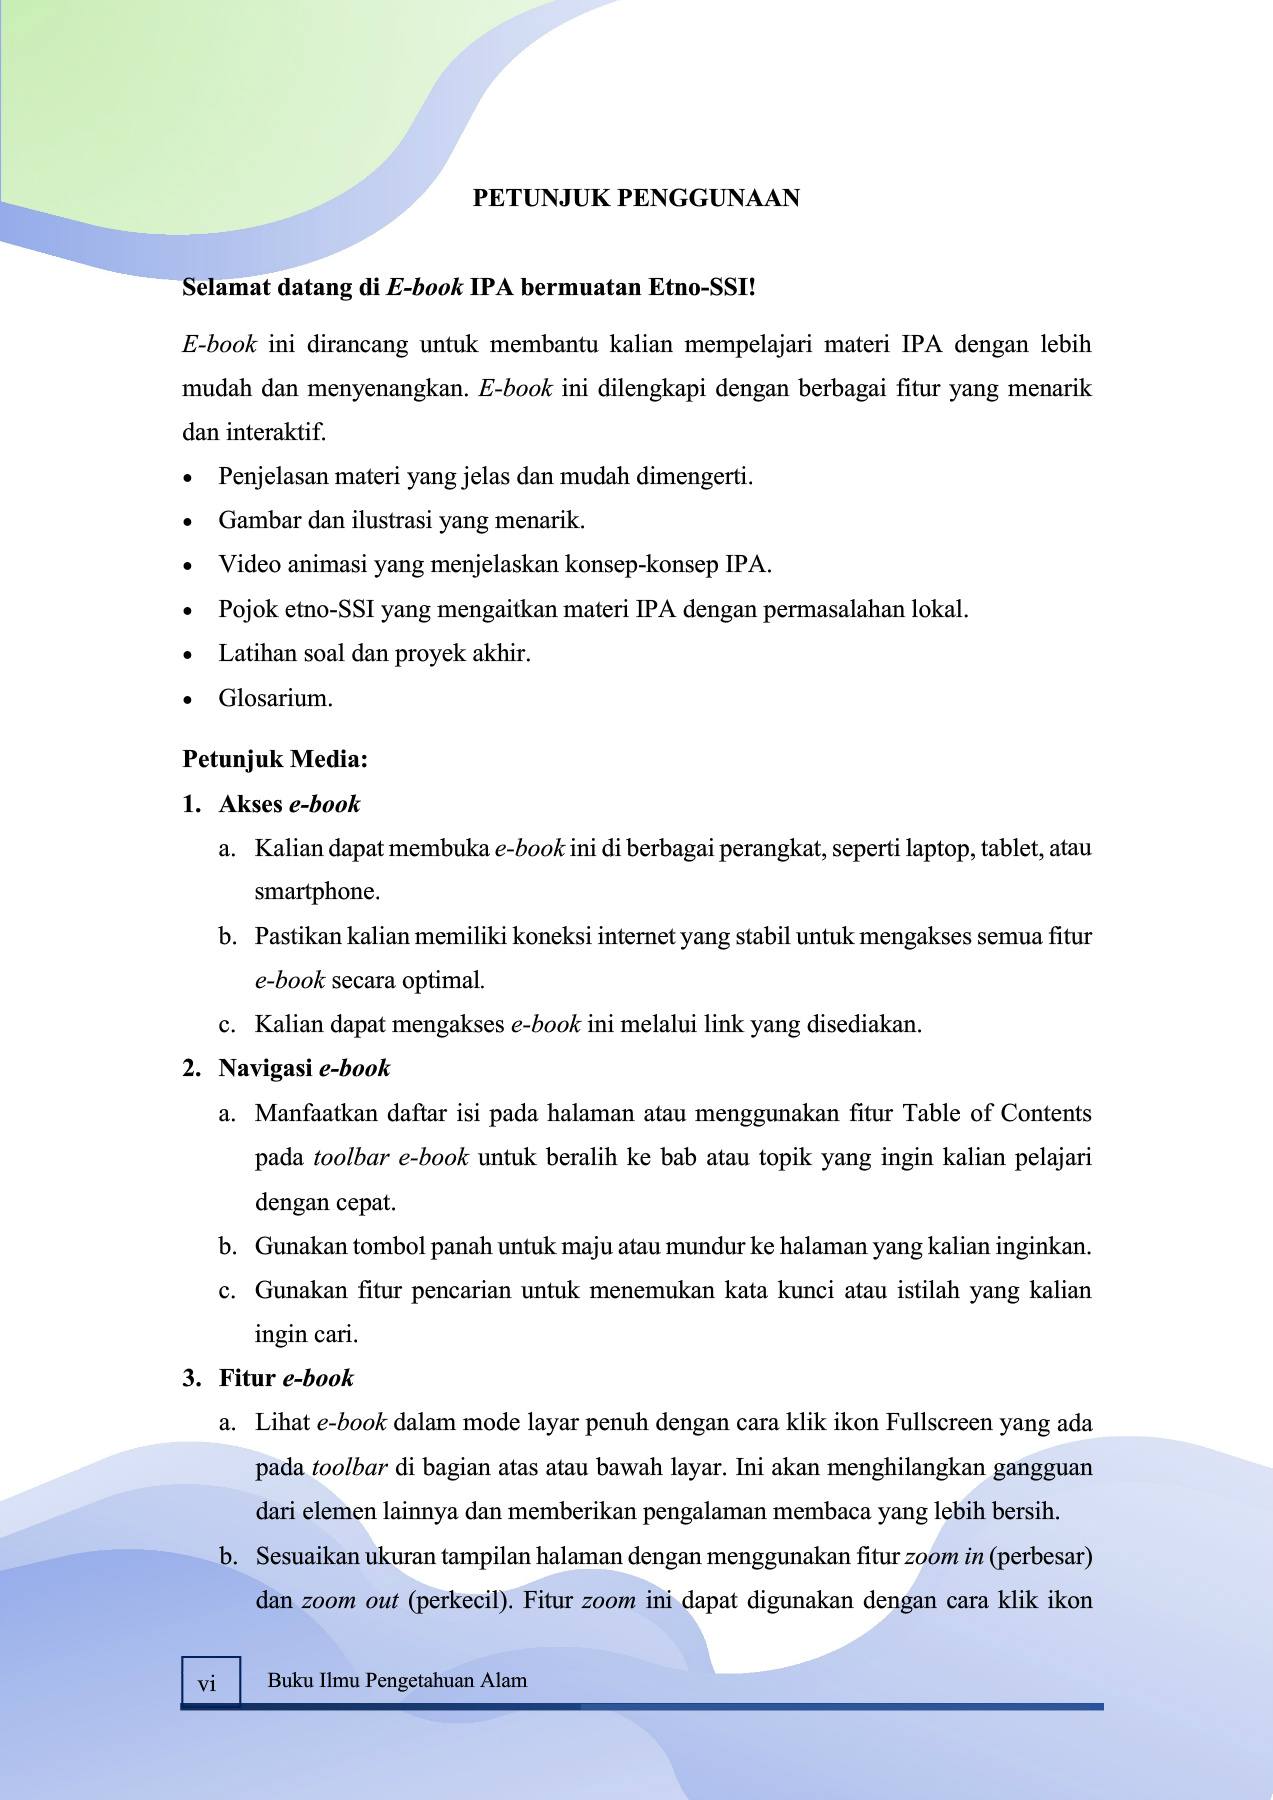 PETUNJUK PENGGUNAAN
Selamat datang di E-book IPA bermuatan Etno-SSI!
E-book ini dirancang untuk membantu kalian mempelajari materi IPA dengan lebih
mudah dan menyenangkan. E-book ini dilengkapi dengan berbagai fitur yang menarik
dan interaktif.
• Penjelasan materi yang jelas dan mudah dimengerti.
• Gambar dan ilustrasi yang menarik.
• Video animasi yang menjelaskan konsep-konsep IPA.
• Pojok etno-SSI yang mengaitkan materi IPA dengan permasalahan lokal.
• Latihan soal dan proyek akhir.
• Glosarium.
Petunjuk Media:
1. Akses e-book
a. Kalian dapat membuka e-book ini di berbagai perangkat, seperti laptop, tablet, atau
smartphone.
b. Pastikan kalian memiliki koneksi internet yang stabil untuk mengakses semua fitur
e-book secara optimal.
c. Kalian dapat mengakses e-book ini melalui link yang disediakan.
2. Navigasi e-book
a. Manfaatkan daftar isi pada halaman atau menggunakan fitur Table of Contents
pada toolbar e-book untuk beralih ke bab atau topik yang ingin kalian pelajari
dengan cepat.
b. Gunakan tombol panah untuk maju atau mundur ke halaman yang kalian inginkan.
c. Gunakan fitur pencarian untuk menemukan kata kunci atau istilah yang kalian
ingin cari.
3. Fitur e-book
a. Lihat e-book dalam mode layar penuh dengan cara klik ikon Fullscreen yang ada
pada toolbar di bagian atas atau bawah layar. Ini akan menghilangkan gangguan
dari elemen lainnya dan memberikan pengalaman membaca yang lebih bersih.
b. Sesuaikan ukuran tampilan halaman dengan menggunakan fitur zoom in (perbesar)
dan zoom out (perkecil). Fitur zoom ini dapat digunakan dengan cara klik ikon
vi Buku Ilmu Pengetahuan Alam